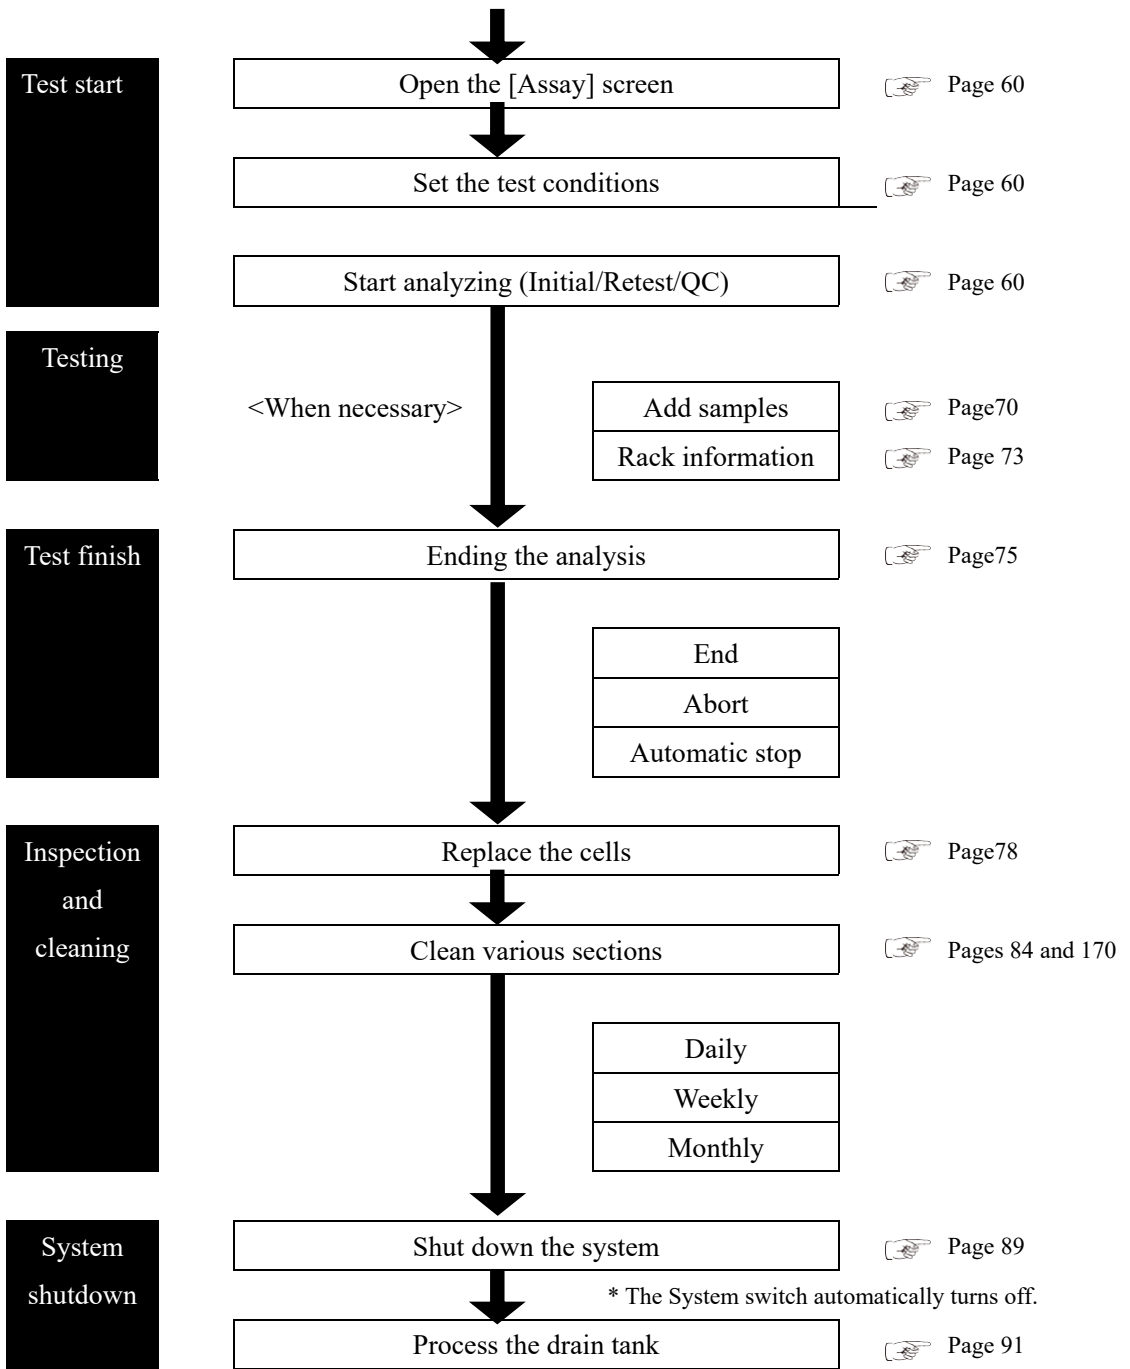 Test start
Open the [Assay] screen
Page 60
Set the test conditions
Page 60
Start analyzing (Initial/Retest/QC)
Page 60
Testing
<When necessary>
Add samples
Page70
Rack information
Page 73
Test finish
Ending the analysis
Page75
End
Abort
Automatic stop
Inspection
and
cleaning
Replace the cells
Page78
Clean various sections
Pages 84 and 170
Daily
Weekly
Monthly
System
shutdown
Shut down the system
Page 89
* The System switch automatically turns off.
Process the drain tank
Page 91